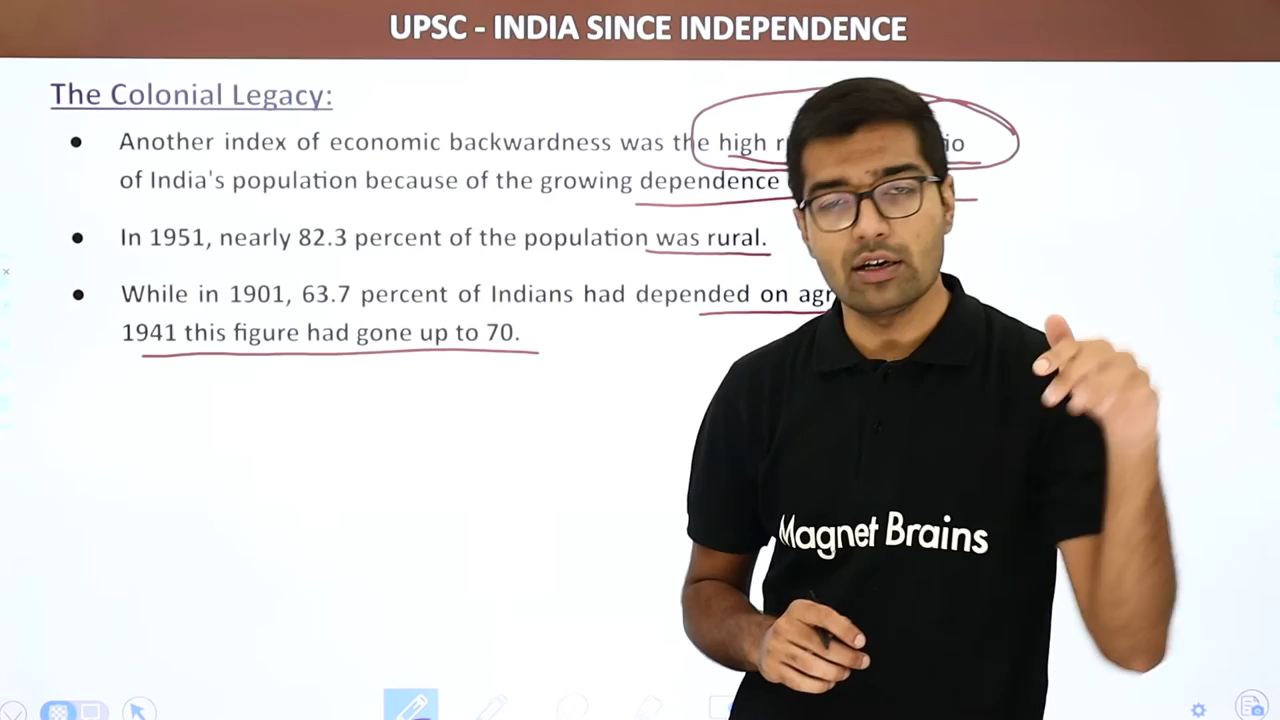 UPSC - INDIA SINCE INDEPENDENCE
The Colonial Legacy:
Another index of economic backwardness was the high
of India's population because of the growing dependence
In 1951, nearly 82.3 percent of the population was rural.
While in 1901, 63.7 percent of Indians had depended on
1941 this figure had gone up to 70.
Magnet Brains